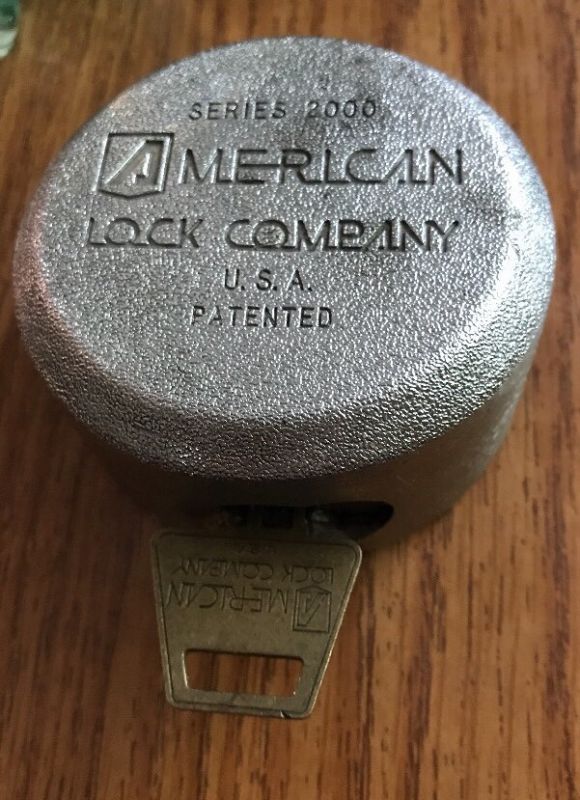 SERIES 2000
AMERICAN
LOCK COMPANY
U.S.A.
PATENTED
AMERICAN
LOCK COMPANY
U.S.A.